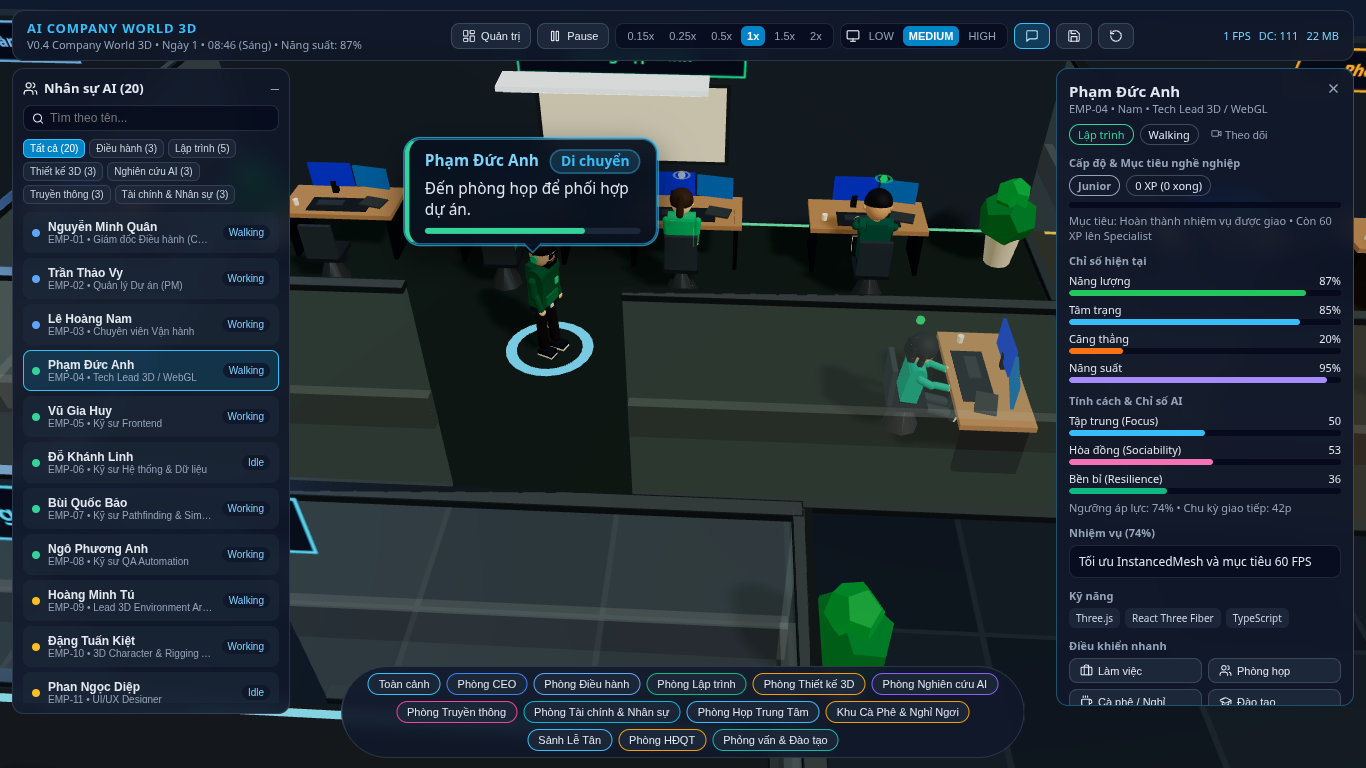 AI COMPANY WORLD 3D
V0.4 Company World 3D • Ngày 1 • 08:46 (Sáng) • Năng suất: 87%
Quản trị
Pause
0.15x 0.25x 0.5x 1x 1.5x 2x
LOW MEDIUM HIGH
1 FPS DC: 111 22 MB
Nhân sự AI (20)
Tìm theo tên...
Tất cả (20) Điều hành (3) Lập trình (5)
Thiết kế 3D (3) Nghiên cứu AI (3)
Truyền thông (3) Tài chính & Nhân sự (3)
Nguyễn Minh Quân
EMP-01 • Giám đốc Điều hành (C...
Walking
Trần Thảo Vy
EMP-02 • Quản lý Dự án (PM)
Working
Lê Hoàng Nam
EMP-03 • Chuyên viên Vận hành
Working
Phạm Đức Anh
EMP-04 • Tech Lead 3D / WebGL
Walking
Vũ Gia Huy
EMP-05 • Kỹ sư Frontend
Working
Đỗ Khánh Linh
EMP-06 • Kỹ sư Hệ thống & Dữ liệu
Idle
Bùi Quốc Bảo
EMP-07 • Kỹ sư Pathfinding & Sim...
Working
Ngô Phương Anh
EMP-08 • Kỹ sư QA Automation
Working
Hoàng Minh Tú
EMP-09 • Lead 3D Environment Ar...
Walking
Đặng Tuấn Kiệt
EMP-10 • 3D Character & Rigging ...
Working
Phan Ngọc Diệp
EMP-11 • UI/UX Designer
Idle
Phạm Đức Anh Di chuyển
Đến phòng họp để phối hợp
dự án.
Toàn cảnh Phòng CEO Phòng Điều hành Phòng Lập trình Phòng Thiết kế 3D Phòng Nghiên cứu AI
Phòng Truyền thông Phòng Tài chính & Nhân sự Phòng Họp Trung Tâm Khu Cà Phê & Nghỉ Ngơi
Sảnh Lễ Tân Phòng HĐQT Phỏng vấn & Đào tạo
Phạm Đức Anh
EMP-04 • Nam • Tech Lead 3D / WebGL
Lập trình Walking Theo dõi
Cấp độ & Mục tiêu nghề nghiệp
Junior 0 XP (0 xong)
Mục tiêu: Hoàn thành nhiệm vụ được giao • Còn 60
XP lên Specialist
Chỉ số hiện tại
Năng lượng 87%
Tâm trạng 85%
Căng thẳng 20%
Năng suất 95%
Tính cách & Chỉ số AI
Tập trung (Focus) 50
Hòa đồng (Sociability) 53
Bền bỉ (Resilience) 36
Ngưỡng áp lực: 74% • Chu kỳ giao tiếp: 42p
Nhiệm vụ (74%)
Tối ưu InstancedMesh và mục tiêu 60 FPS
Kỹ năng
Three.js React Three Fiber TypeScript
Điều khiển nhanh
Làm việc Phòng họp
Cà phê / Nghỉ Đào tạo